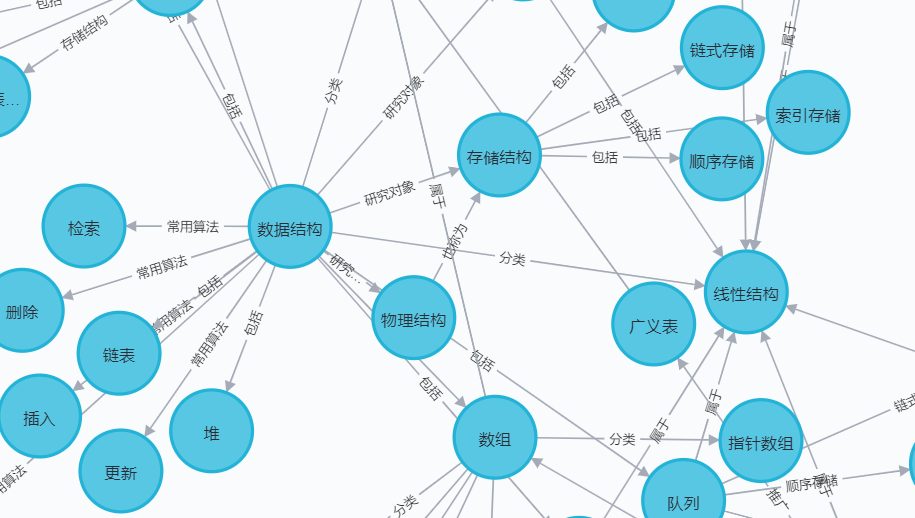 包括
存储结构
属于
链式存储
分类
包括
包括
索引存储
研究对象
包括
包括
包括
包括
存储结构
包括
顺序存储
研究对象
属于
检索
常用算法
数据结构
也称为
分类
常用算法
研究...
线性结构
删除
包括
物理结构
广义表
常用算法
包括
链表
包括
包括
插入
堆
数组
分类
属于
属于
指针数组
更新
顺序存储
属于
队列
推广
分类